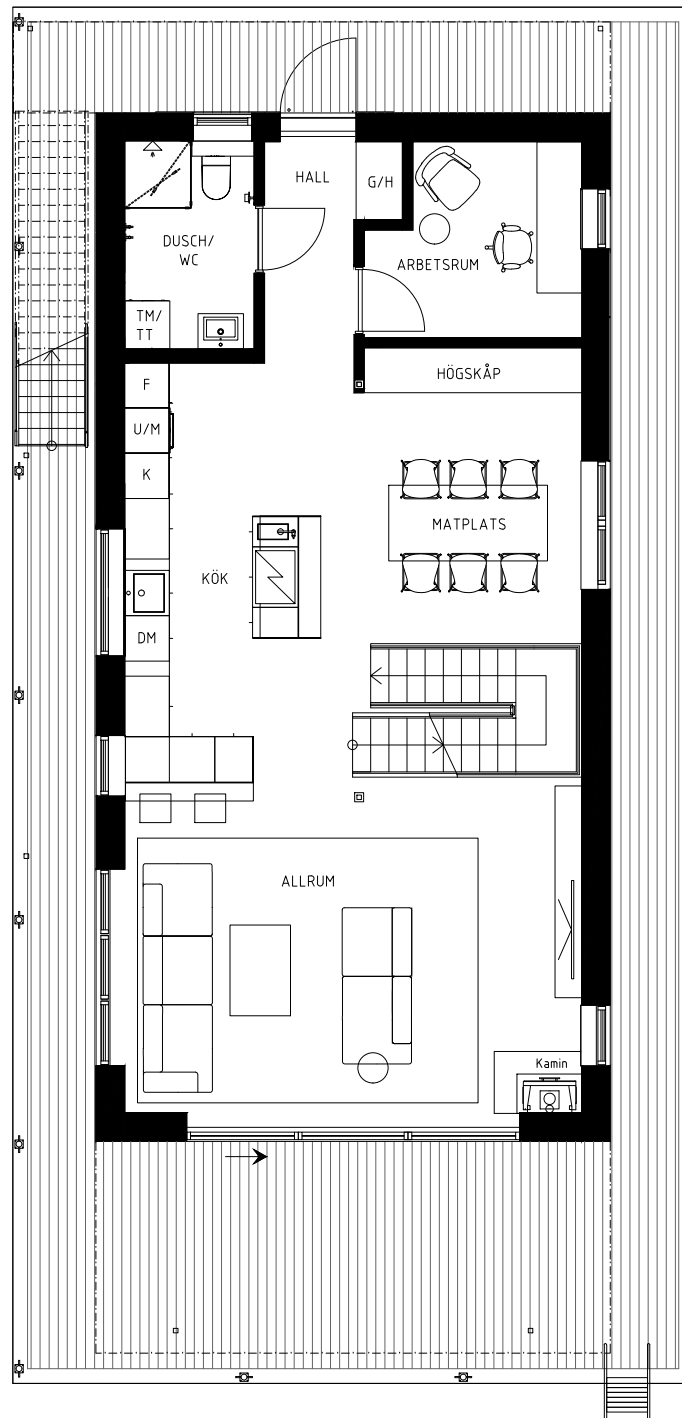 HALL
G/H
DUSCH/
WC
ARBETSRUM
TM/
TT
F
HÖGSKÅP
U/M
K
MATPLATS
KÖK
DM
ALLRUM
Kamin